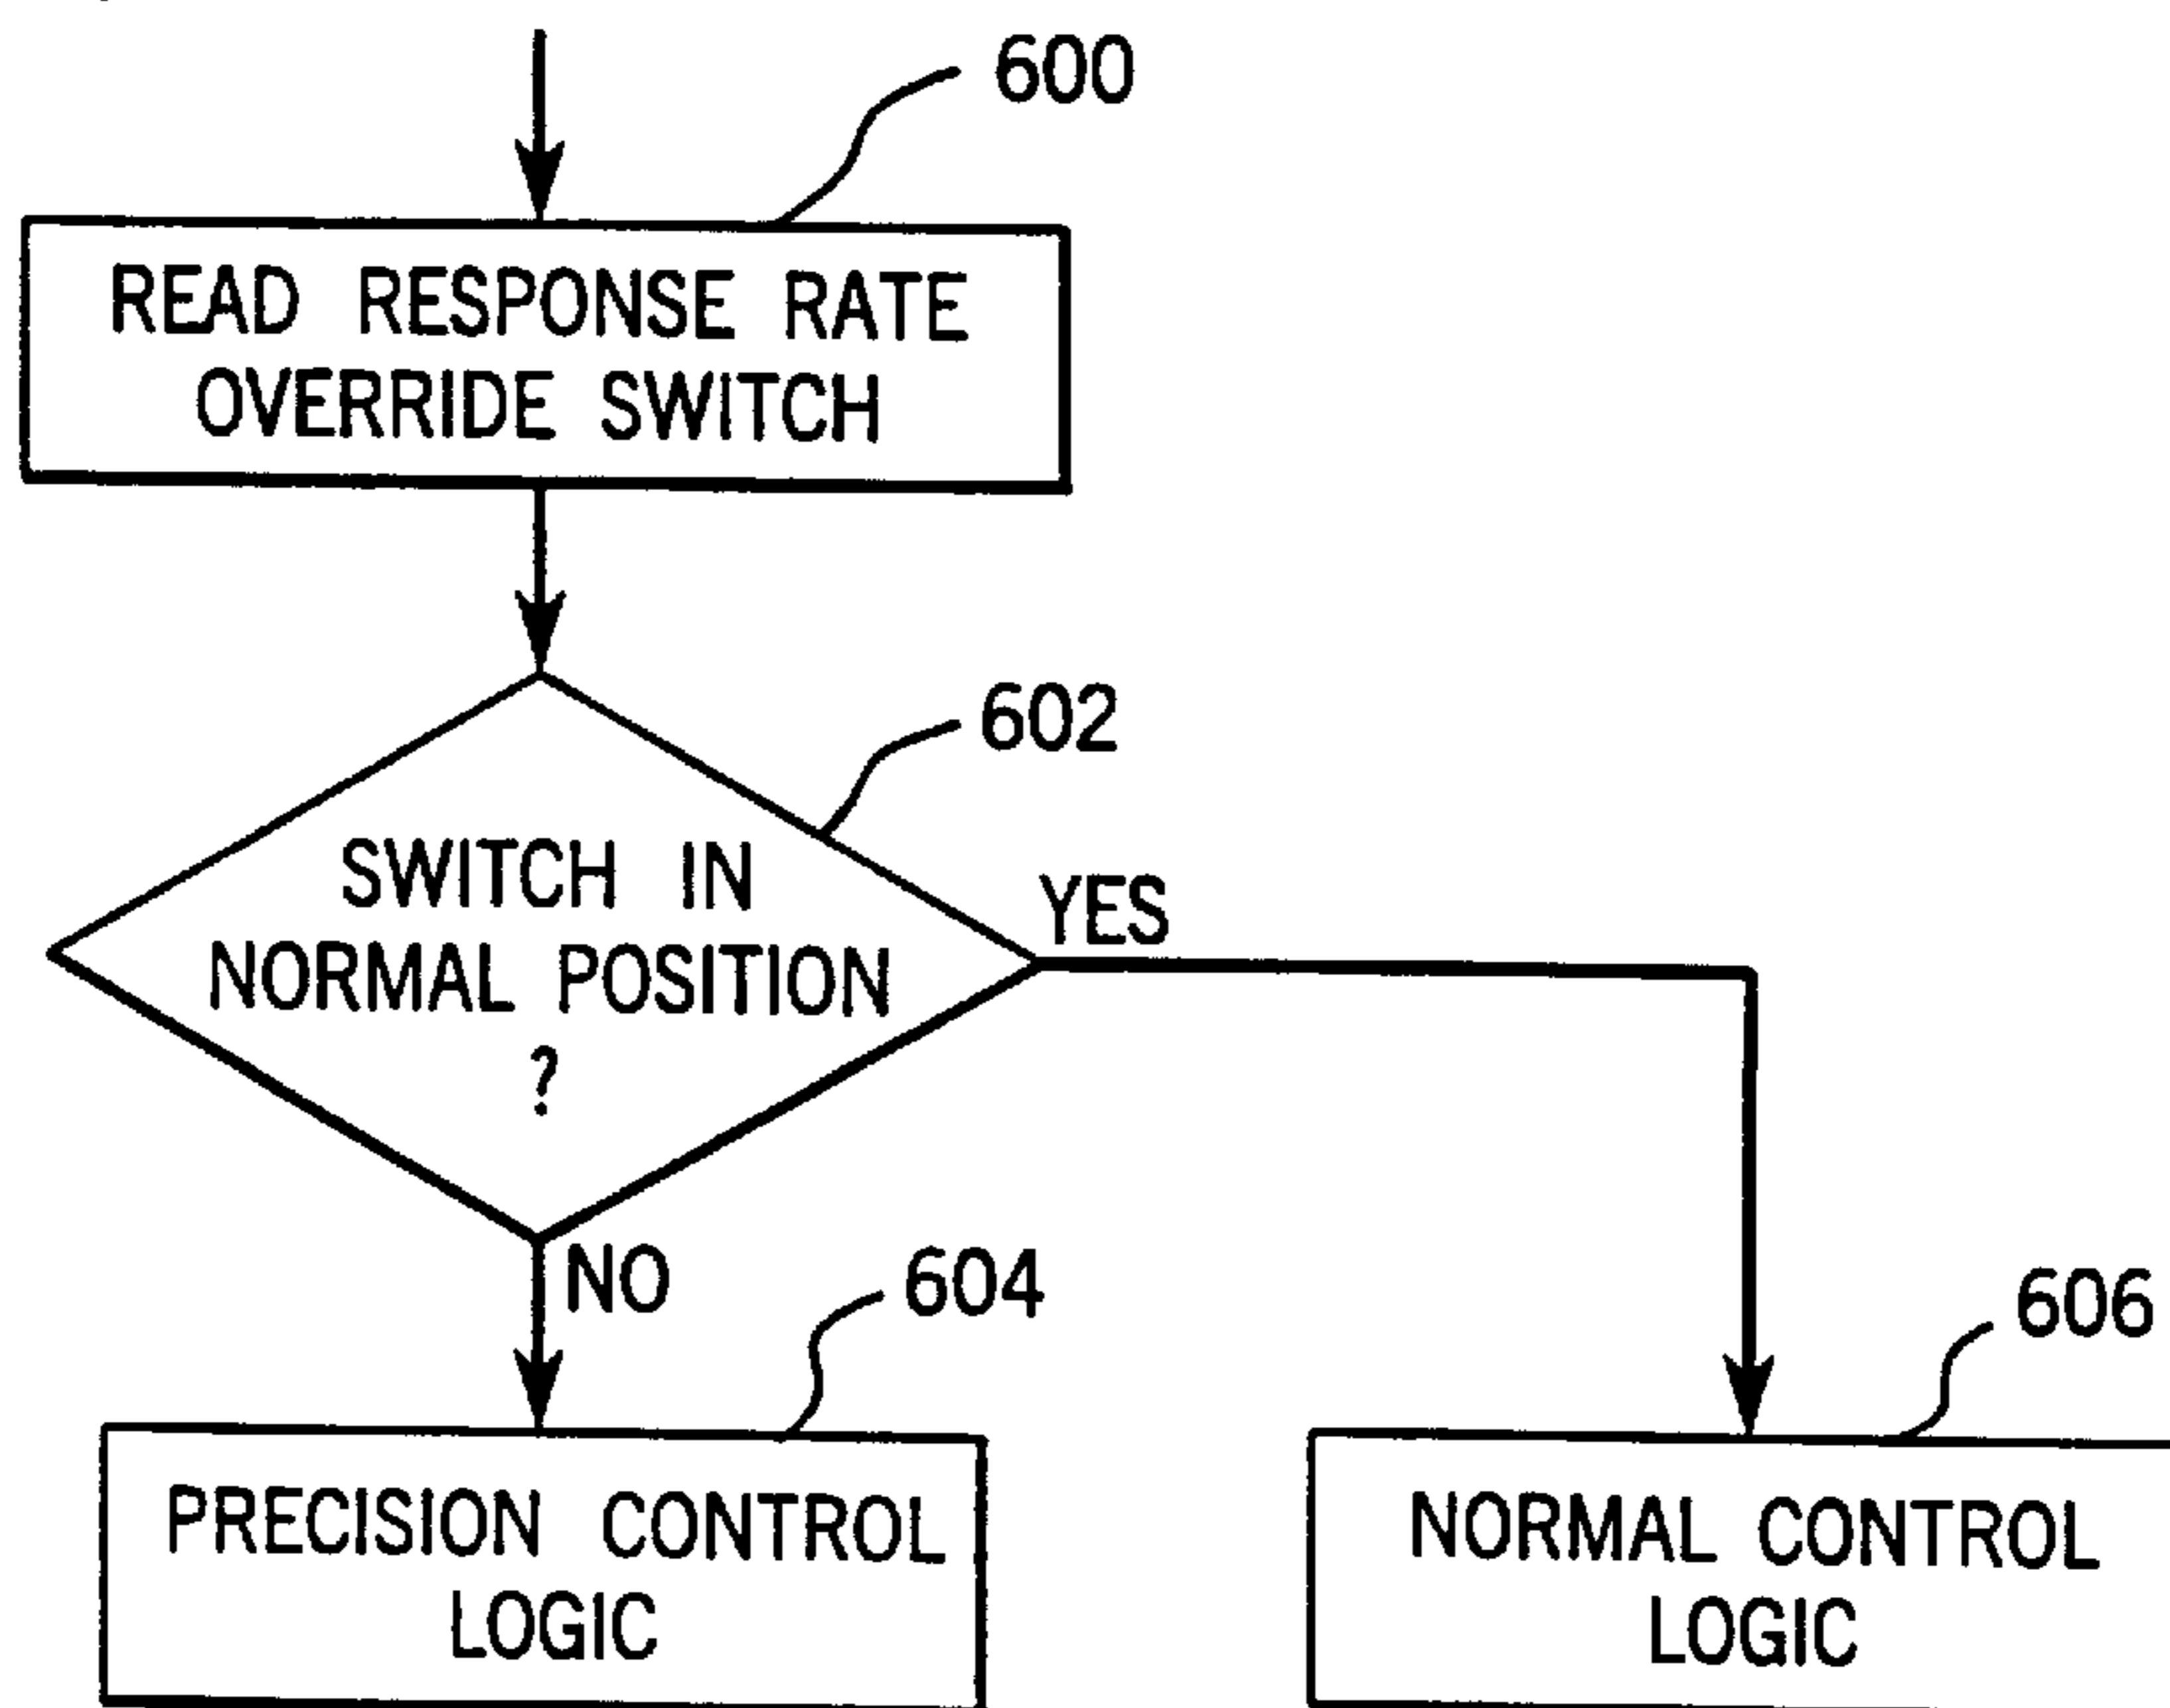 600
READ RESPONSE RATE
OVERRIDE SWITCH
602
SWITCH IN
NORMAL POSITION
?
YES
NO
604
606
PRECISION CONTROL
LOGIC
NORMAL CONTROL
LOGIC